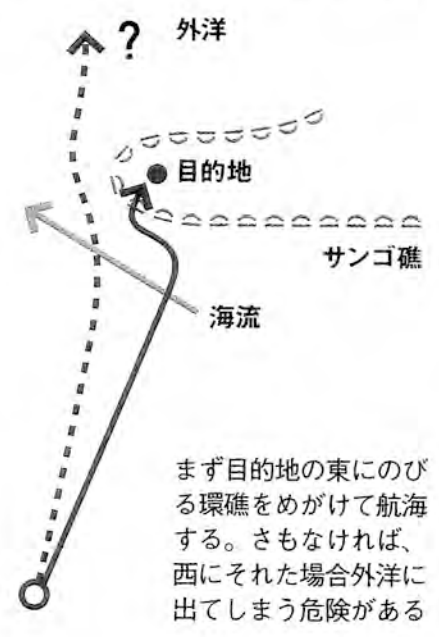 ? 外洋
目的地
サンゴ礁
海流
まず目的地の東にのび
る環礁をめがけて航海
する。さもなければ、
西にそれた場合外洋に
出てしまう危険がある